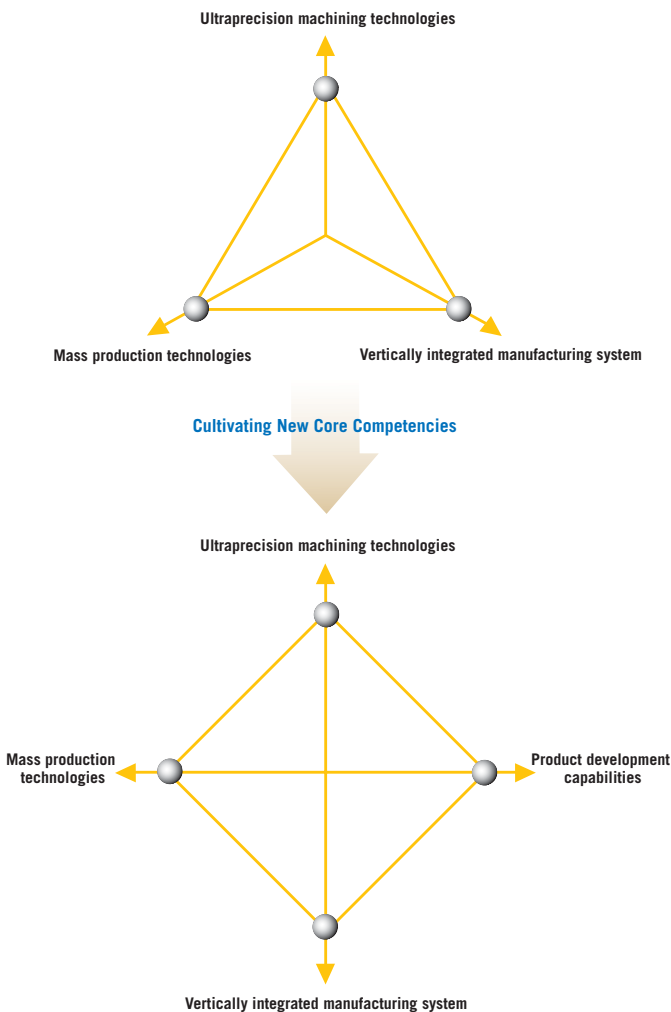 Ultraprecision machining technologies
Mass production technologies
Vertically integrated manufacturing system
Cultivating New Core Competencies
Ultraprecision machining technologies
Mass production
technologies
Product development
capabilities
Vertically integrated manufacturing system